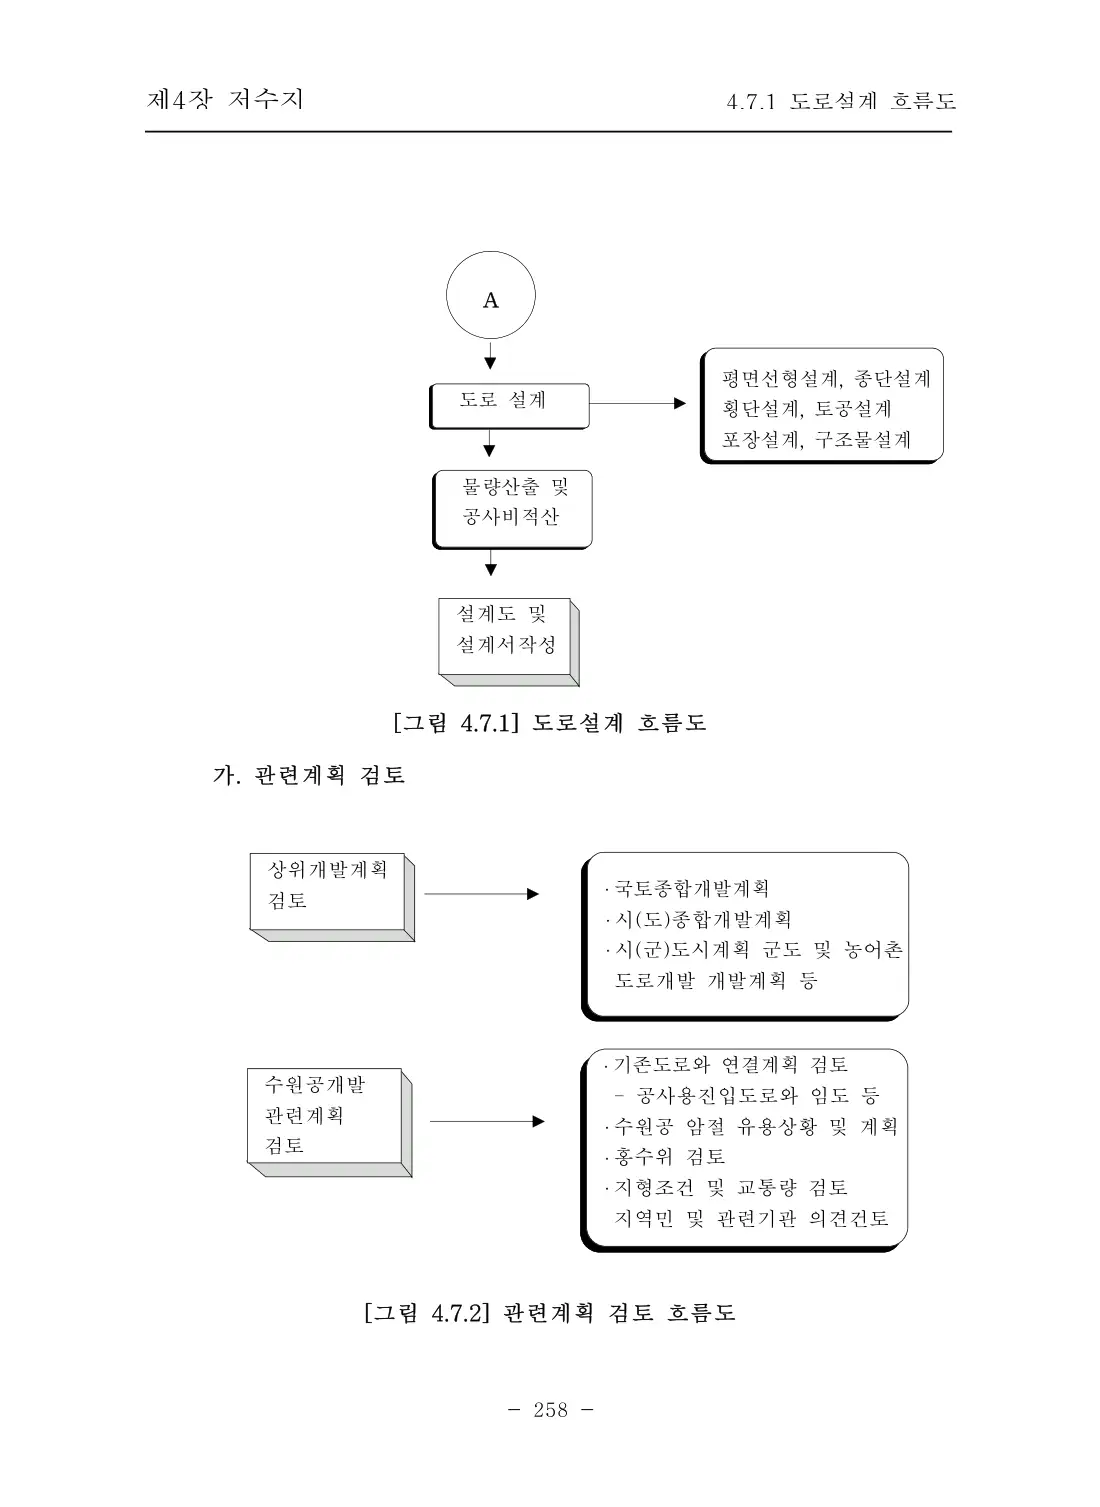 제4장 저수지
4.7.1 도로설계 흐름도
A
도로 설계
평면선형설계, 종단설계
횡단설계, 토공설계
포장설계, 구조물설계
물량산출 및
공사비적산
설계도 및
설계서작성
[그림 4.7.1] 도로설계 흐름도
가. 관련계획 검토
상위개발계획
검토
·국토종합개발계획
·시(도)종합개발계획
·시(군)도시계획 군도 및 농어촌
도로개발 개발계획 등
수원공개발
관련계획
검토
·기존도로와 연결계획 검토
- 공사용진입도로와 임도 등
·수원공 암절 유용상황 및 계획
·홍수위 검토
·지형조건 및 교통량 검토
지역민 및 관련기관 의견건토
[그림 4.7.2] 관련계획 검토 흐름도
- 258 -